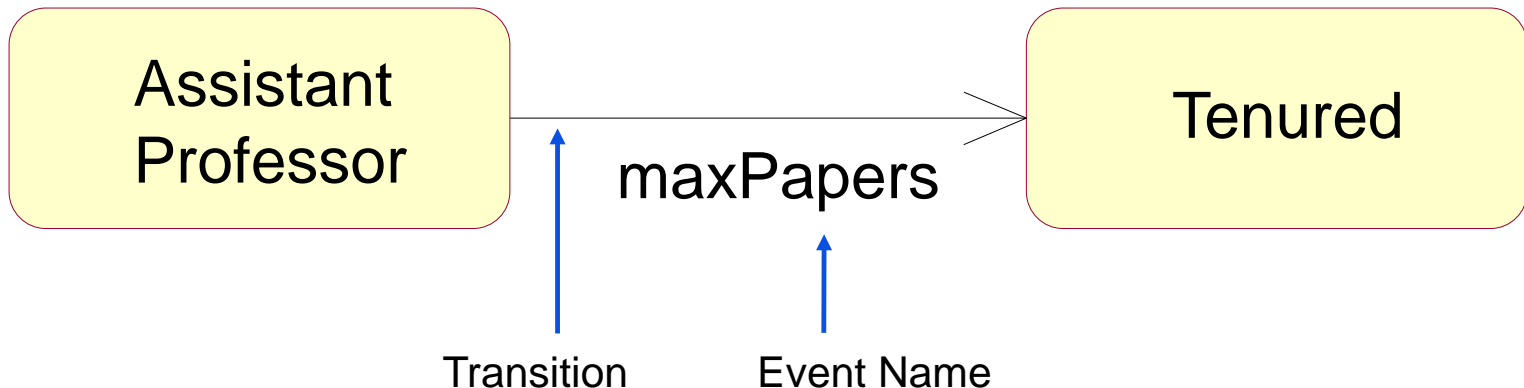 Assistant
Professor
Tenured
maxPapers
Transition
Event Name